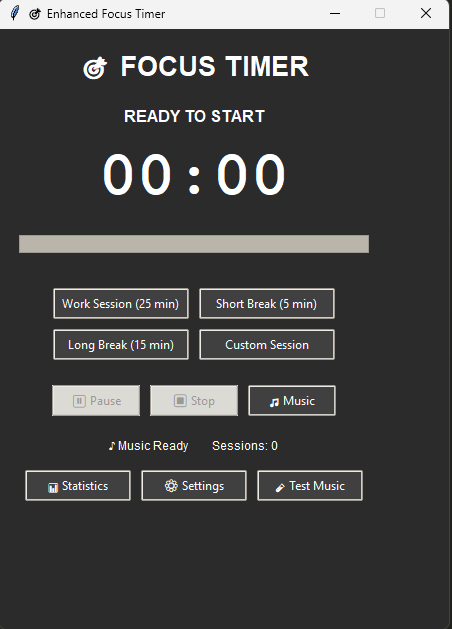 Enhanced Focus Timer
FOCUS TIMER
READY TO START
00:00
Work Session (25 min) Short Break (5 min)
Long Break (15 min) Custom Session
Pause Stop Music
Music Ready Sessions: 0
Statistics Settings Test Music